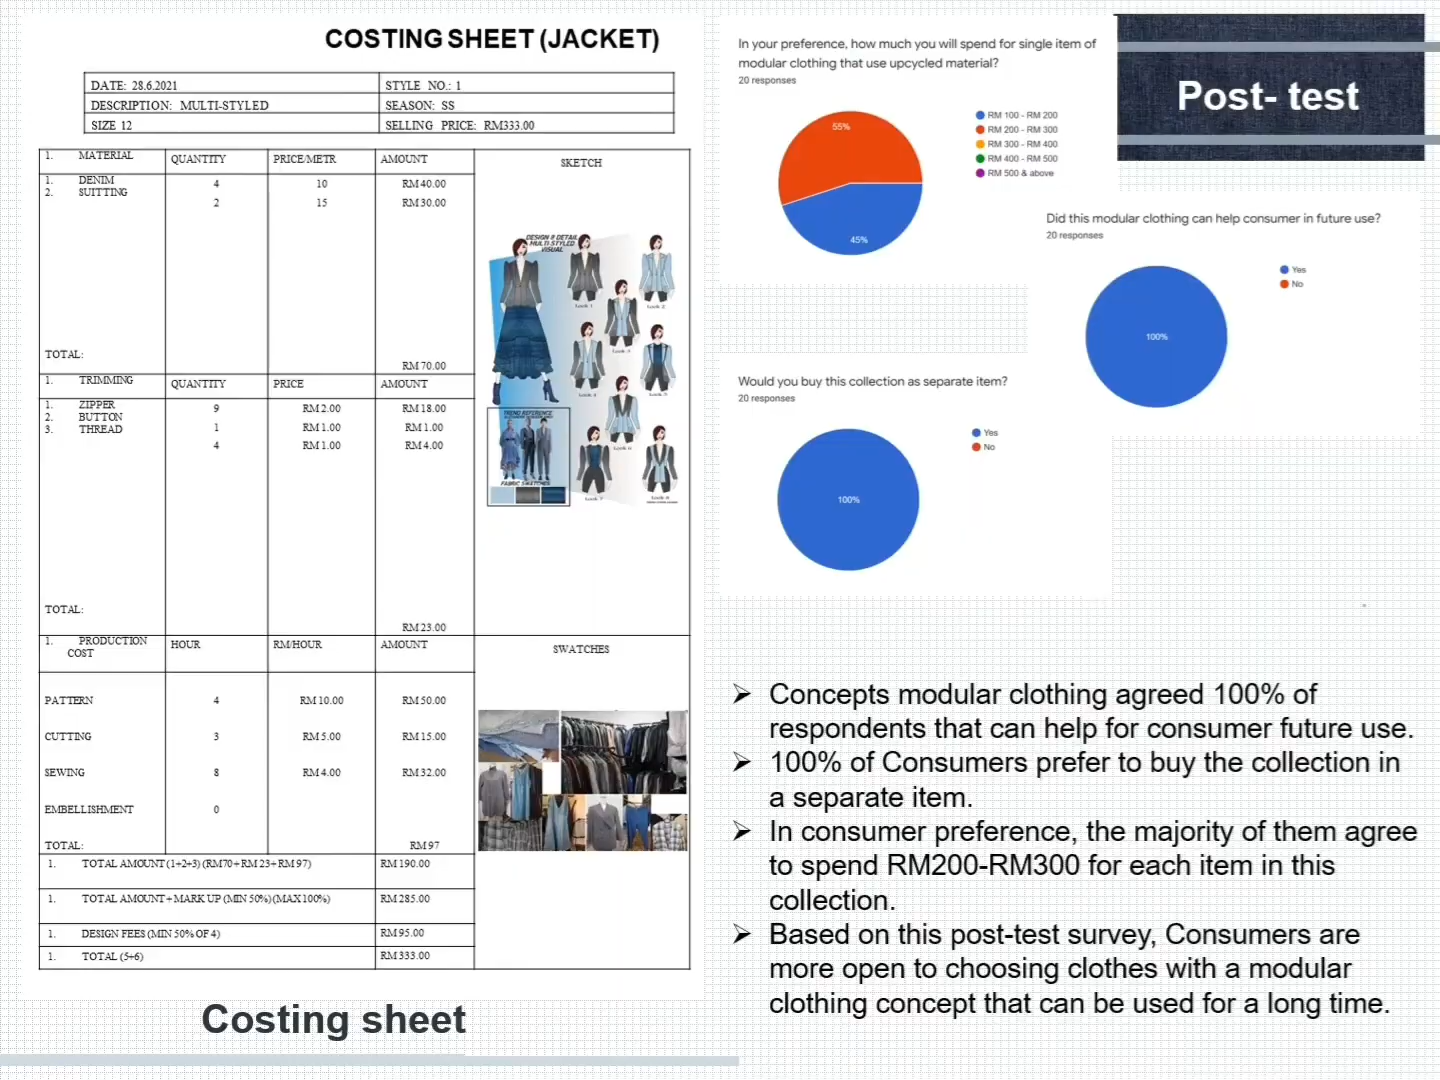 COSTING SHEET (JACKET)
DATE: 28.6.2021 STYLE NO.: 1
DESCRIPTION: MULTI-STYLED SEASON: SS
SIZE 12 SELLING PRICE: RM333.00
1. MATERIAL QUANTITY PRICE/METR AMOUNT SKETCH
1. DENIM 4 10 RM40.00
2. SUITTING 2 15 RM30.00
DESIGN & DETAIL
MULTI STYLED
VISUAL
Look 1
Look 2
TOTAL: RM70.00
1. TRIMMING QUANTITY PRICE AMOUNT
1. ZIPPER 9 RM2.00 RM18.00
2. BUTTON 1 RM1.00 RM1.00
3. THREAD 4 RM1.00 RM4.00
TREND REFERENCE
FABRIC SWATCHES
TOTAL:
RM23.00
1. PRODUCTION COST HOUR RM/HOUR AMOUNT SWATCHES
PATTERN 4 RM10.00 RM50.00
CUTTING 3 RM5.00 RM15.00
SEWING 8 RM4.00 RM32.00
EMBELLISHMENT 0
TOTAL: RM97
1. TOTAL AMOUNT (1+2+3) (RM70+RM23+RM97) RM190.00
1. TOTAL AMOUNT+ MARK UP (MIN 50%) (MAX100%) RM285.00
1. DESIGN FEES (MIN 50% OF 4) RM95.00
1. TOTAL (5+6) RM333.00
Costing sheet
In your preference, how much you will spend for single item of
modular clothing that use upcycled material?
20 responses
55%
45%
RM 100 - RM 200
RM 200 - RM 300
RM 300 - RM 400
RM 400 - RM 500
RM 500 & above
Post- test
Did this modular clothing can help consumer in future use?
20 responses
Yes
No
100%
Would you buy this collection as separate item?
20 responses
Yes
No
100%
Concepts modular clothing agreed 100% of
respondents that can help for consumer future use.
100% of Consumers prefer to buy the collection in
a separate item.
In consumer preference, the majority of them agree
to spend RM200-RM300 for each item in this
collection.
Based on this post-test survey, Consumers are
more open to choosing clothes with a modular
clothing concept that can be used for a long time.